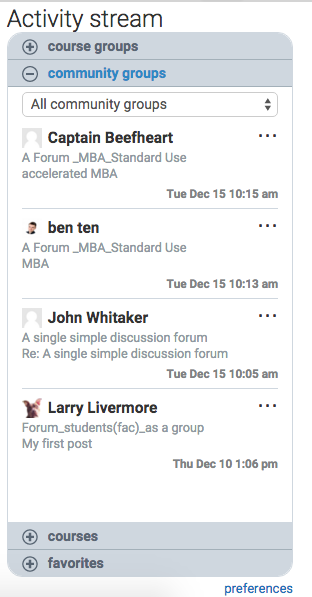 Activity stream
course groups
community groups
All community groups
Captain Beefheart
A Forum _MBA_Standard Use
accelerated MBA
Tue Dec 15 10:15 am
ben ten
A Forum _MBA_Standard Use
MBA
Tue Dec 15 10:13 am
John Whitaker
A single simple discussion forum
Re: A single simple discussion forum
Tue Dec 15 10:05 am
Larry Livermore
Forum_students(fac)_as a group
My first post
Thu Dec 10 1:06 pm
courses
favorites
preferences